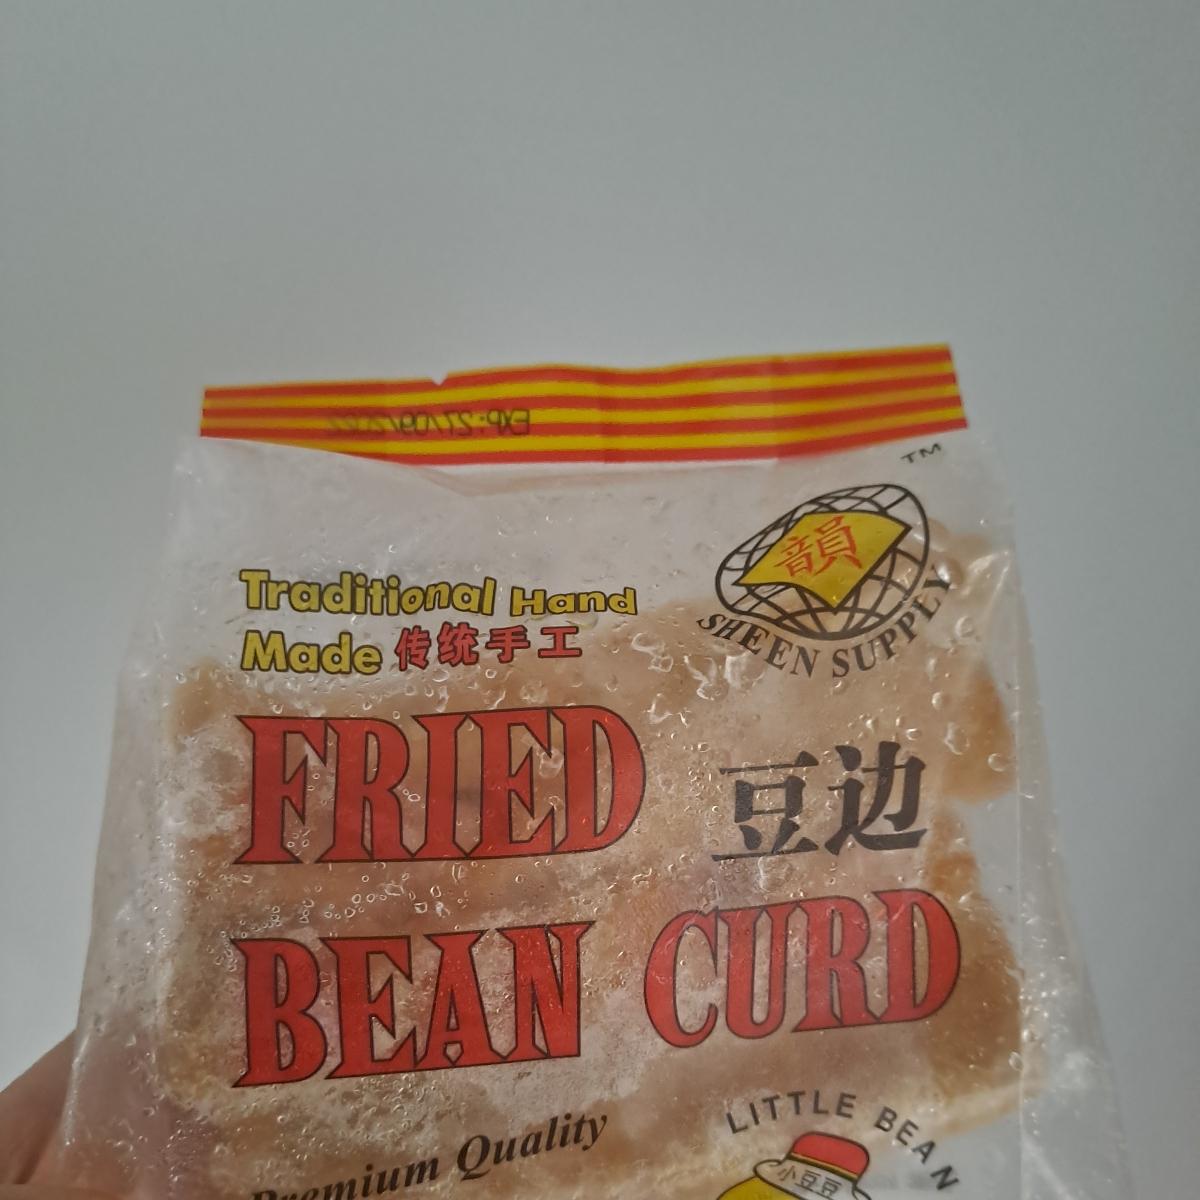 TM
韻
SHEEN SUPPLY
Traditional Hand
Made 传统手工
FRIED
豆边
BEAN CURD
Premium Quality
LITTLE BEAN
小豆豆